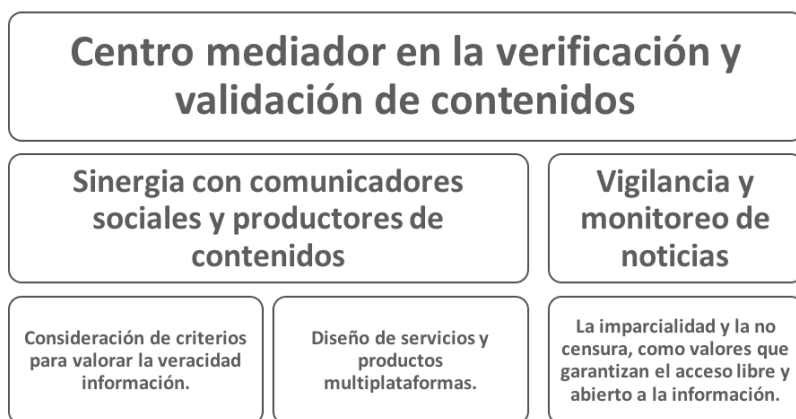 Centro mediador en la verificación y
validación de contenidos
Sinergia con comunicadores
sociales y productores de
contenidos
Vigilancia y
monitoreo de
noticias
Consideración de criterios
para valorar la veracidad
información.
Diseño de servicios y
productos
multiplataformas.
La imparcialidad y la no
censura, como valores que
garantizan el acceso libre y
abierto a la información.